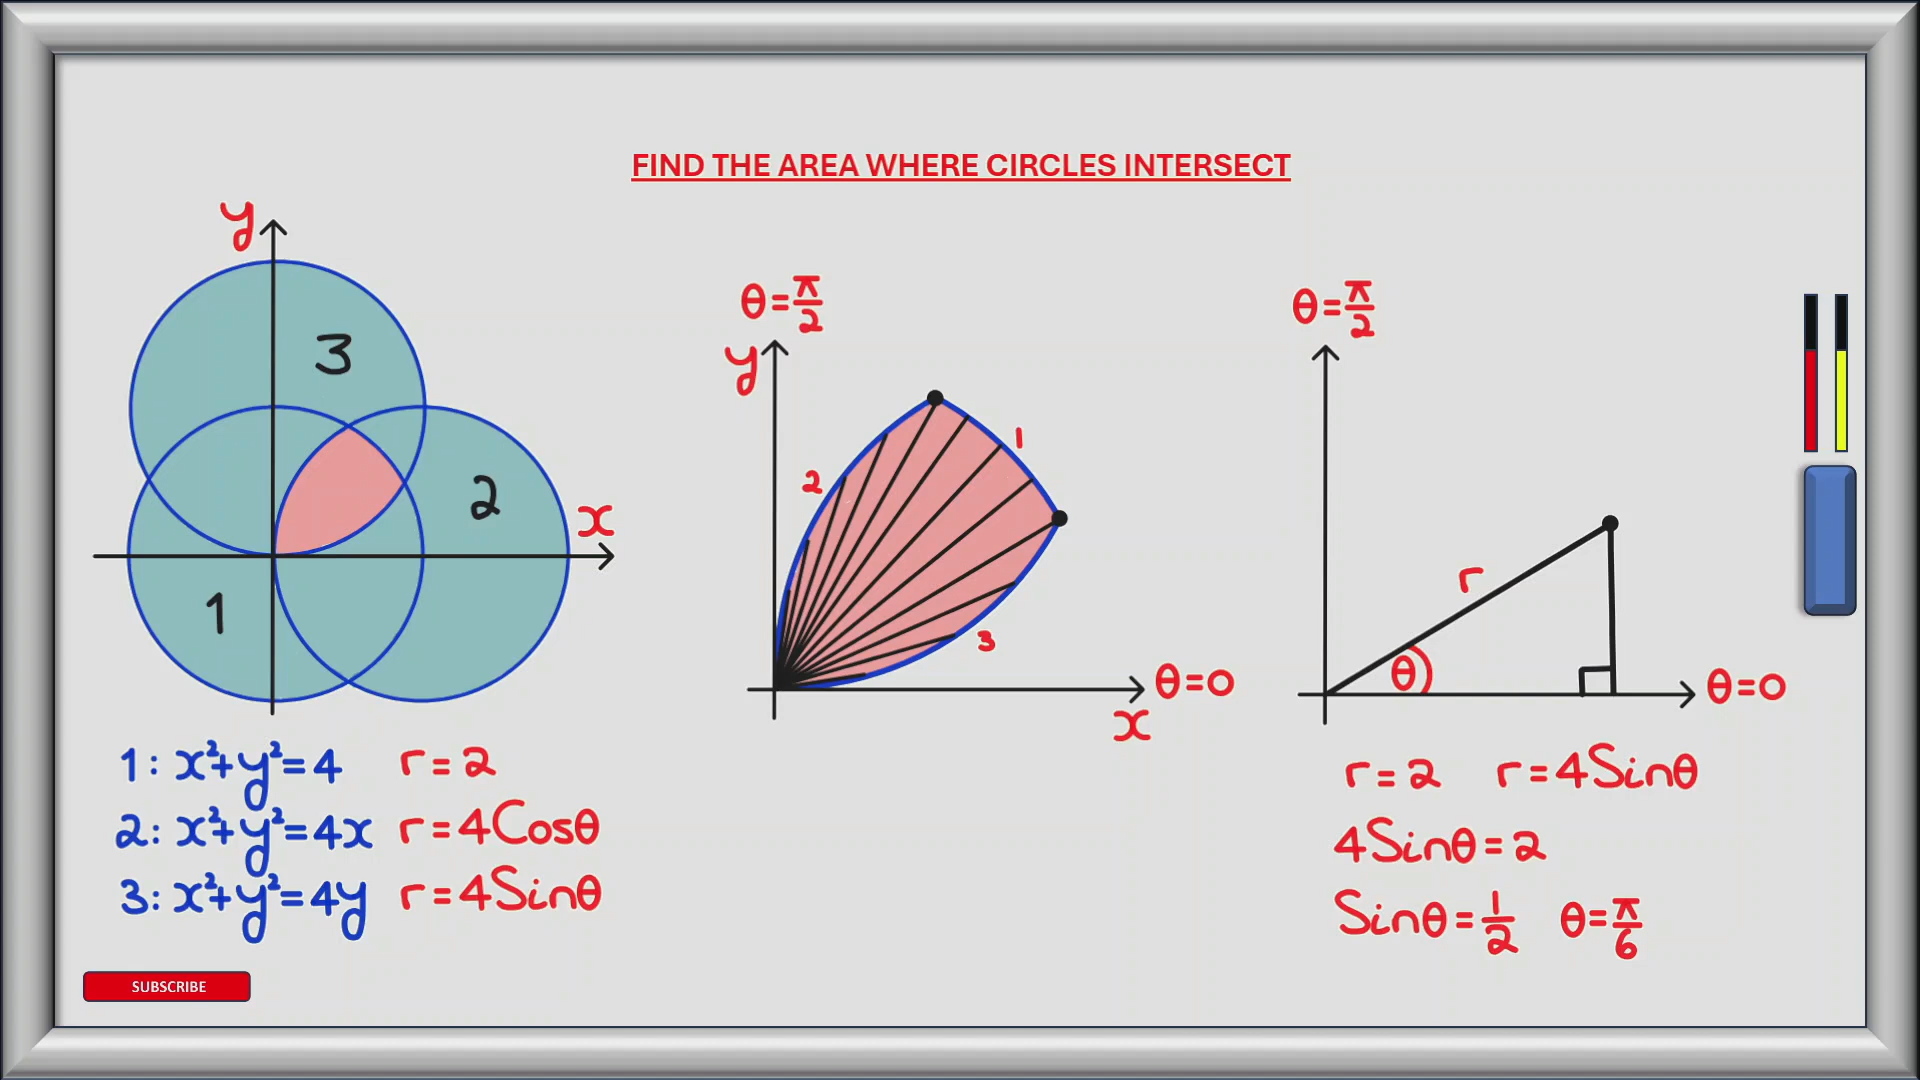 FIND THE AREA WHERE CIRCLES INTERSECT
y
3
2
x
1
1: x²+y²=4 r=2
2: x²+y²=4x r=4Cosθ
3: x²+y²=4y r=4Sinθ
SUBSCRIBE
θ=π/2
y
1
2
3
θ=0
x
θ=π/2
r
θ
θ=0
r=2 r=4Sinθ
4Sinθ=2
Sinθ=1/2 θ=π/6